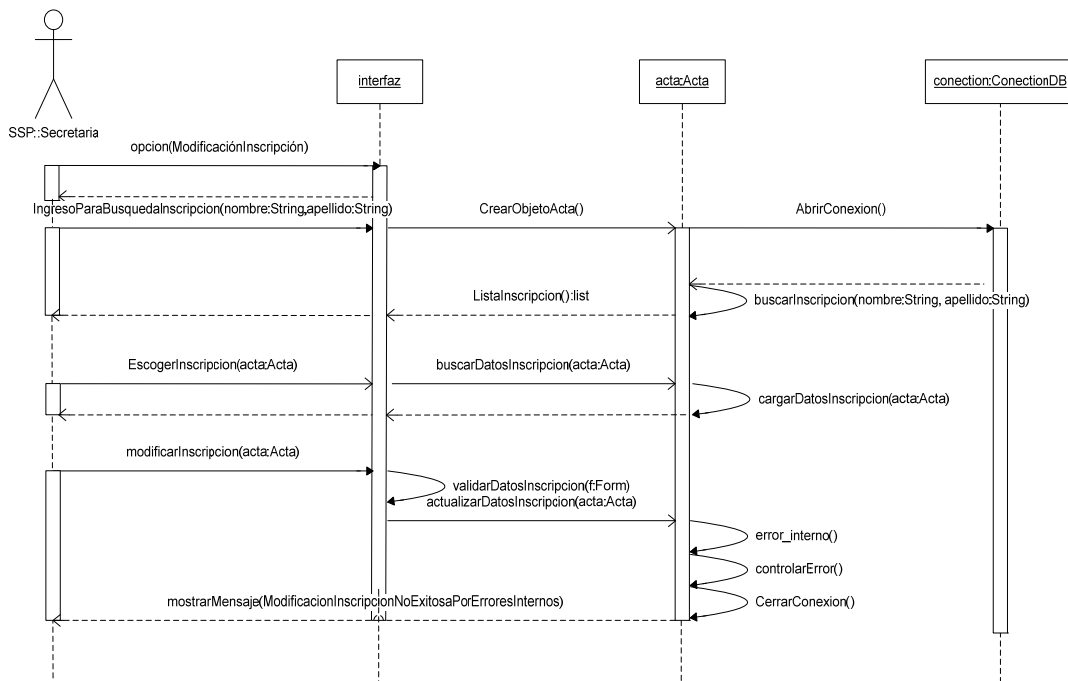 interfaz
acta:Acta
conection:ConectionDB
SSP::Secretaria
opcion(ModificaciónInscripción)
IngresoParaBusquedaInscripcion(nombre:String,apellido:String)
CrearObjetoActa()
AbrirConexion()
ListaInscripcion():list
buscarInscripcion(nombre:String, apellido:String)
EscogerInscripcion(acta:Acta)
buscarDatosInscripcion(acta:Acta)
cargarDatosInscripcion(acta:Acta)
modificarInscripcion(acta:Acta)
validarDatosInscripcion(f:Form)
actualizarDatosInscripcion(acta:Acta)
error_interno()
controlarError()
mostrarMensaje(ModificacionInscripcionNoExitosaPorErroresInternos)
CerrarConexion()